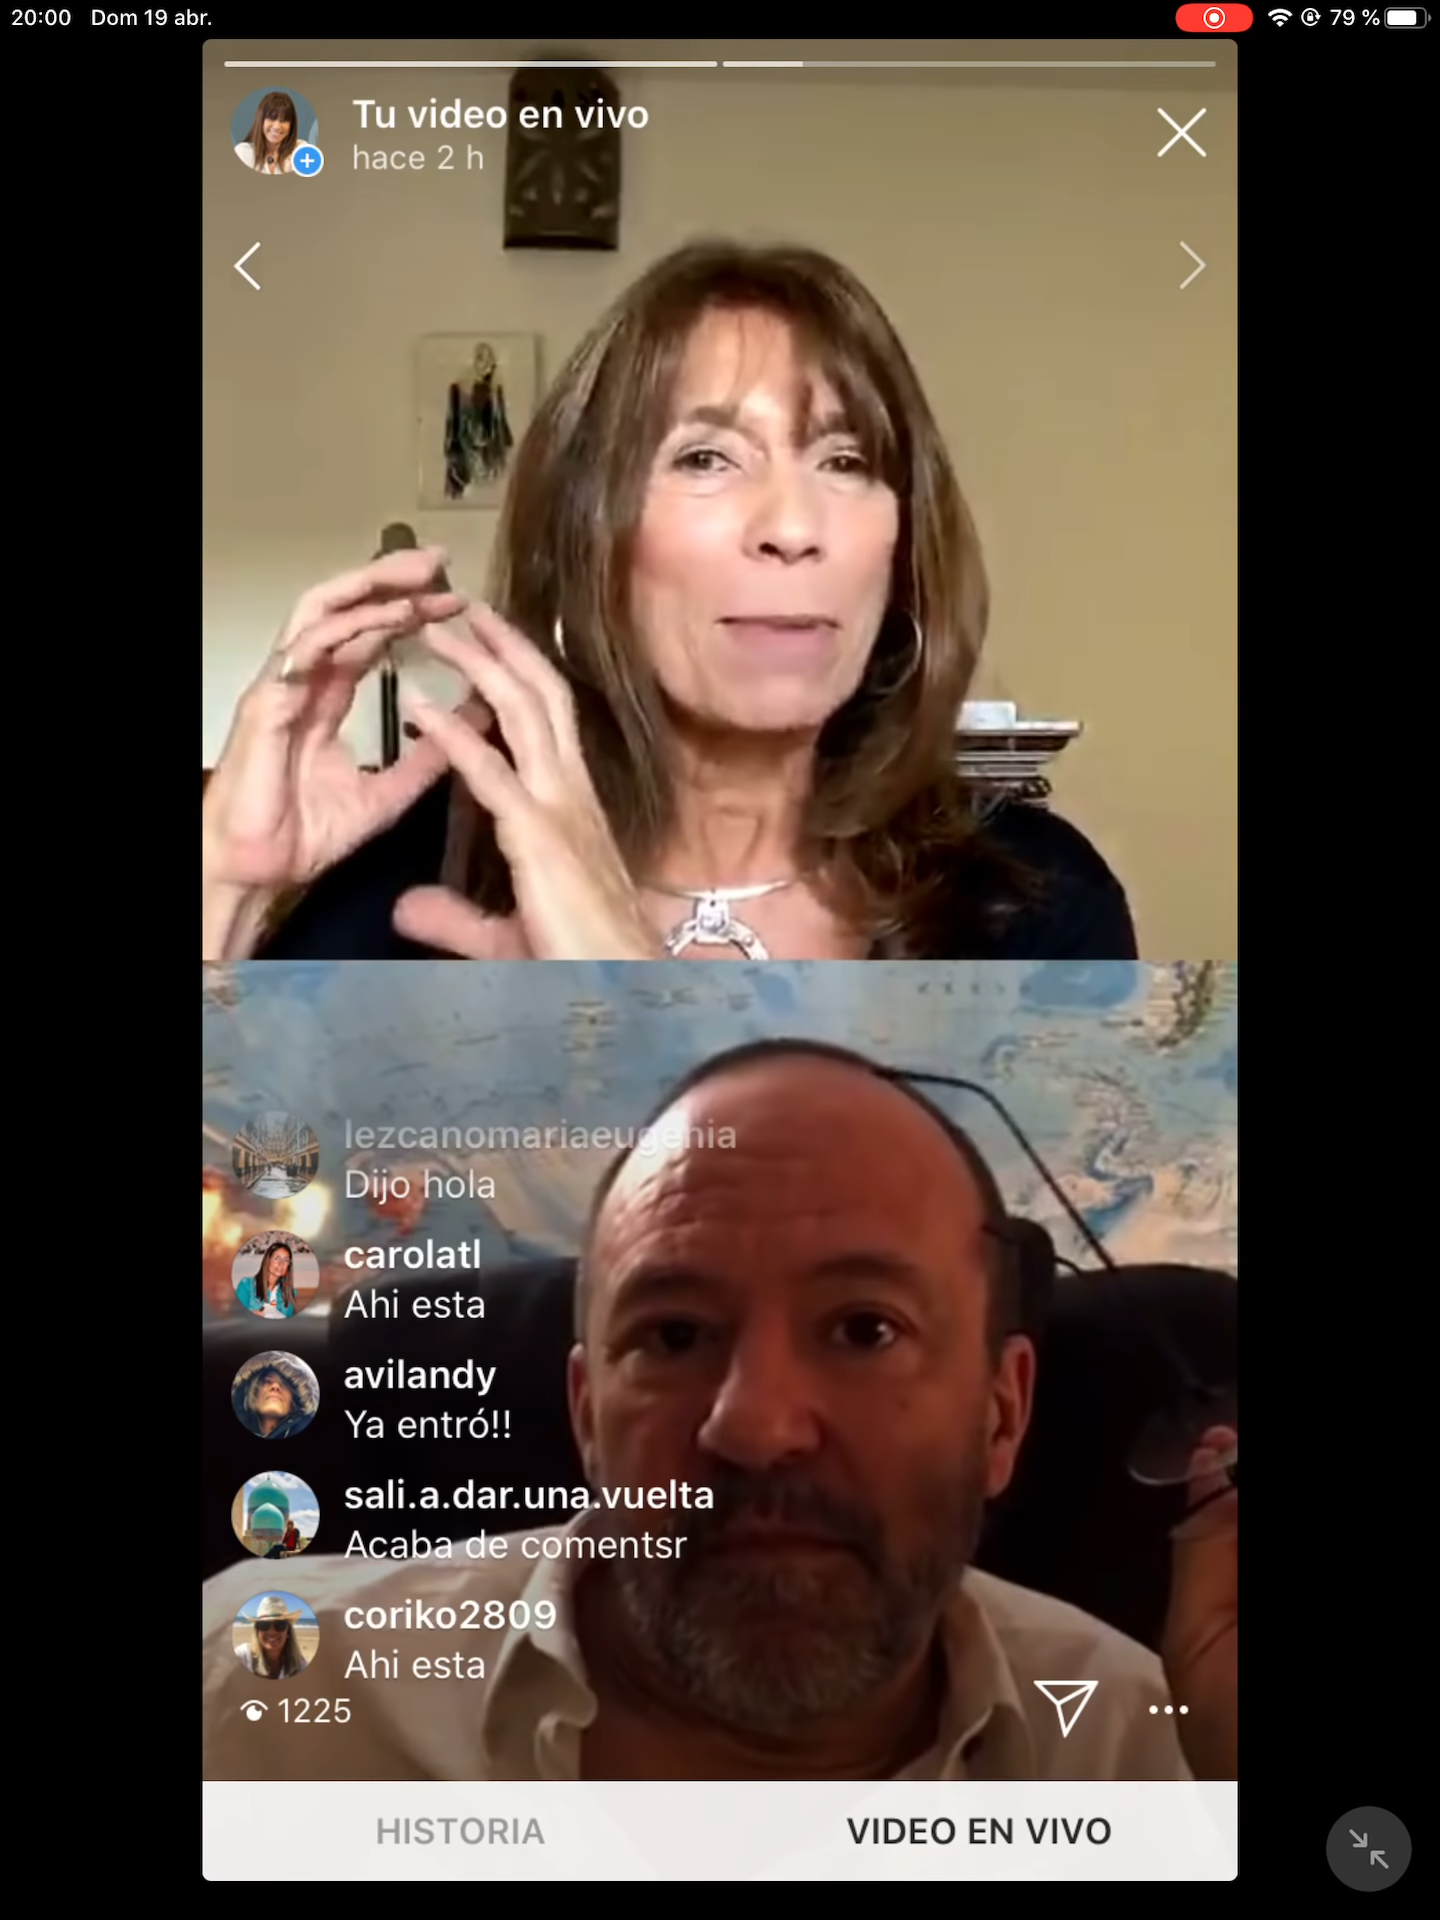 20:00 Dom 19 abr.
79 %
Tu video en vivo
hace 2 h
lezcanomariaeugenia
Dijo hola
carolatl
Ahi esta
avilandy
Ya entró!!
sali.a.dar.una.vuelta
Acaba de comentsr
coriko2809
Ahi esta
1225
HISTORIA
VIDEO EN VIVO